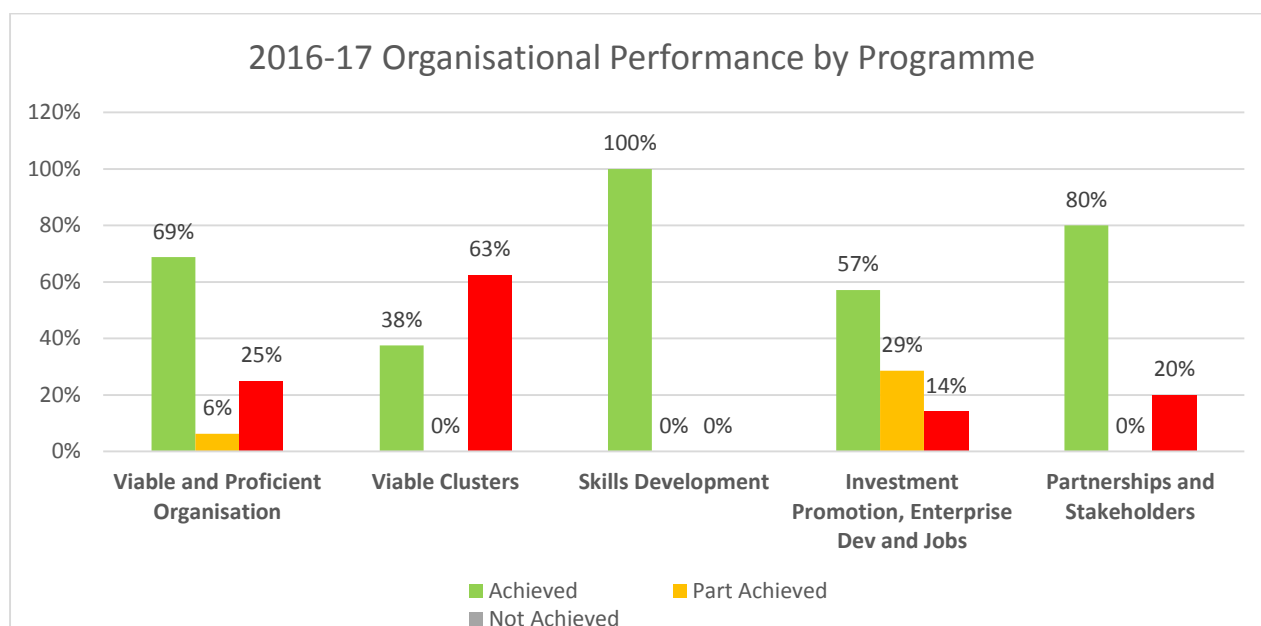 2016-17 Organisational Performance by Programme
120%
100%
80%
60%
40%
20%
0%
69%
6%
25%
38%
0%
63%
100%
0%
0%
57%
29%
14%
80%
0%
20%
Viable and Proficient
Organisation
Viable Clusters
Skills Development
Investment
Promotion, Enterprise
Dev and Jobs
Partnerships and
Stakeholders
Achieved
Part Achieved
Not Achieved